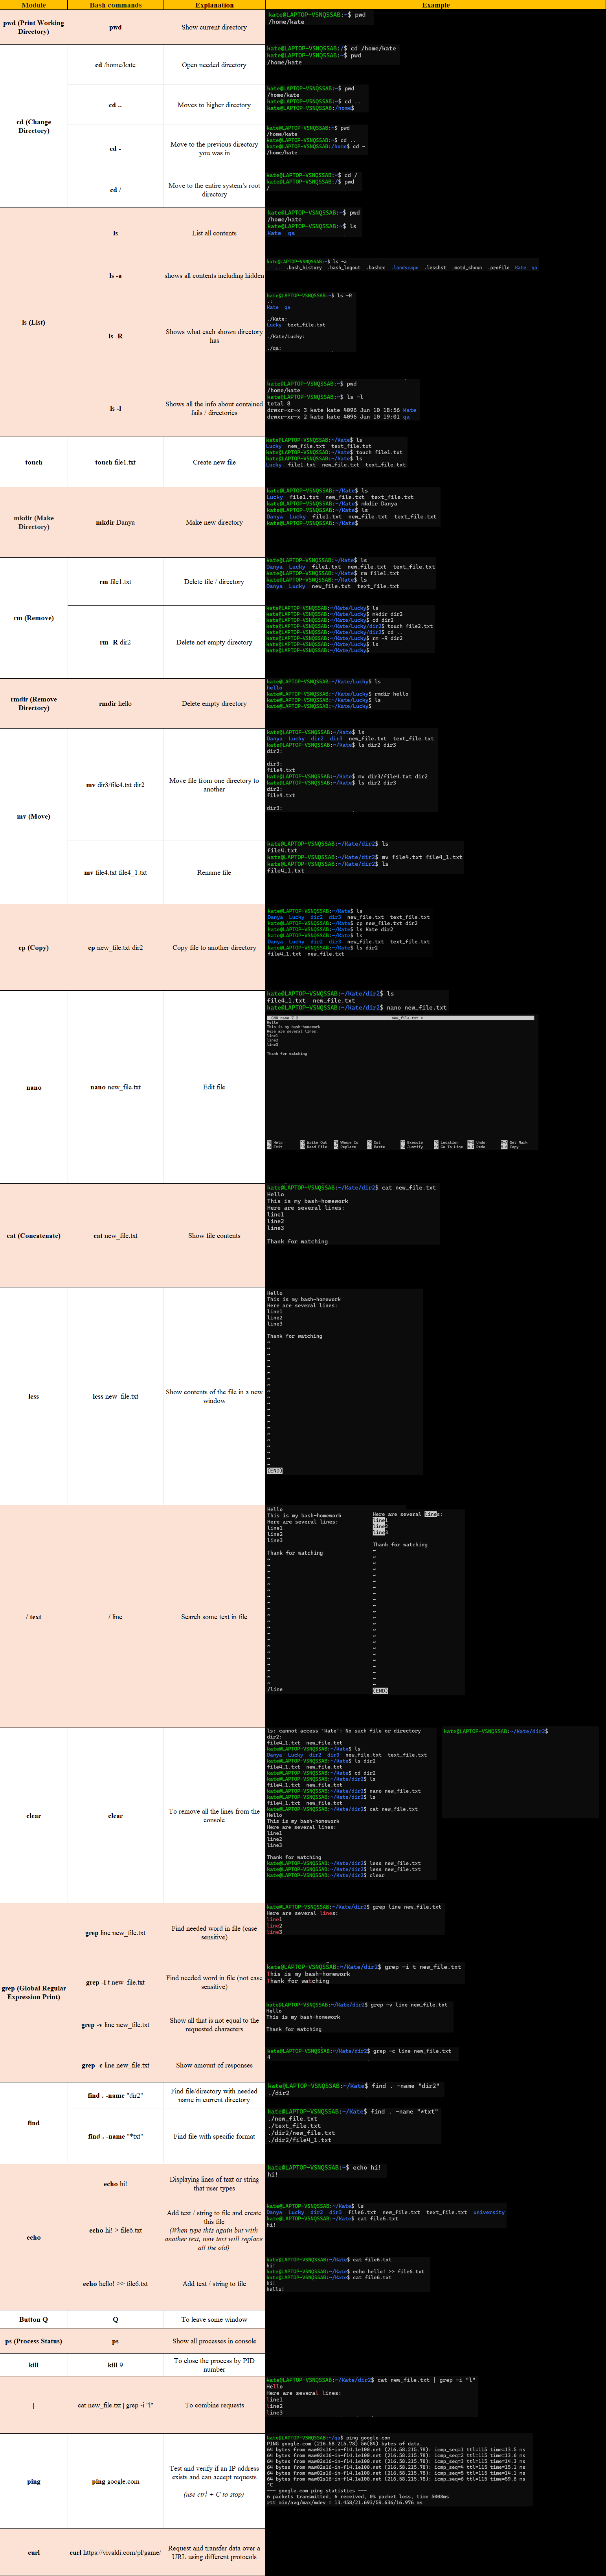 Module Bash commands Explanation Example
pwd (Print Working
Directory)
pwd
Show current directory
kate@LAPTOP-VSNQSSAB:~$ pwd
/home/kate
cd (Change
Directory)
cd /home/kate
Open needed directory
kate@LAPTOP-VSNQSSAB:/$ cd /home/kate
kate@LAPTOP-VSNQSSAB:~$ pwd
/home/kate
cd ..
Moves to higher directory
kate@LAPTOP-VSNQSSAB:~$ pwd
/home/kate
kate@LAPTOP-VSNQSSAB:~$ cd ..
kate@LAPTOP-VSNQSSAB:/home$
cd -
Move to the previous directory
you was in
kate@LAPTOP-VSNQSSAB:~$ pwd
/home/kate
kate@LAPTOP-VSNQSSAB:~$ cd ..
kate@LAPTOP-VSNQSSAB:/home$ cd -
/home/kate
cd /
Move to the entire system's root
directory
kate@LAPTOP-VSNQSSAB:~$ cd /
kate@LAPTOP-VSNQSSAB:/$ pwd
/
ls (List)
ls
List all contents
kate@LAPTOP-VSNQSSAB:~$ pwd
/home/kate
kate@LAPTOP-VSNQSSAB:~$ ls
Kate qa
ls -a
shows all contents including hidden
kate@LAPTOP-VSNQSSAB:~$ ls -a
. .. .bash_history .bash_logout .bashrc .landscape .lesshst .motd_shown .profile Kate qa
ls -R
Shows what each shown directory
has
kate@LAPTOP-VSNQSSAB:~$ ls -R
.:
Kate qa
./Kate:
Lucky text_file.txt
./Kate/Lucky:
./qa:
ls -l
Shows all the info about contained
fails / directories
kate@LAPTOP-VSNQSSAB:~$ pwd
/home/kate
kate@LAPTOP-VSNQSSAB:~$ ls -l
total 8
drwxr-xr-x 3 kate kate 4096 Jun 10 18:56 Kate
drwxr-xr-x 2 kate kate 4096 Jun 10 19:01 qa
touch
touch file1.txt
Create new file
kate@LAPTOP-VSNQSSAB:~/Kate$ ls
Lucky new_file.txt text_file.txt
kate@LAPTOP-VSNQSSAB:~/Kate$ touch file1.txt
kate@LAPTOP-VSNQSSAB:~/Kate$ ls
Lucky file1.txt new_file.txt text_file.txt
mkdir (Make
Directory)
mkdir Danya
Make new directory
kate@LAPTOP-VSNQSSAB:~/Kate$ ls
Lucky file1.txt new_file.txt text_file.txt
kate@LAPTOP-VSNQSSAB:~/Kate$ mkdir Danya
kate@LAPTOP-VSNQSSAB:~/Kate$ ls
Danya Lucky file1.txt new_file.txt text_file.txt
kate@LAPTOP-VSNQSSAB:~/Kate$
rm (Remove)
rm file1.txt
Delete file / directory
kate@LAPTOP-VSNQSSAB:~/Kate$ ls
Danya Lucky file1.txt new_file.txt text_file.txt
kate@LAPTOP-VSNQSSAB:~/Kate$ rm file1.txt
kate@LAPTOP-VSNQSSAB:~/Kate$ ls
Danya Lucky new_file.txt text_file.txt
rm -R dir2
Delete not empty directory
kate@LAPTOP-VSNQSSAB:~/Kate/Lucky$ ls
kate@LAPTOP-VSNQSSAB:~/Kate/Lucky$ mkdir dir2
kate@LAPTOP-VSNQSSAB:~/Kate/Lucky$ cd dir2
kate@LAPTOP-VSNQSSAB:~/Kate/Lucky/dir2$ touch file2.txt
kate@LAPTOP-VSNQSSAB:~/Kate/Lucky/dir2$ cd ..
kate@LAPTOP-VSNQSSAB:~/Kate/Lucky$ rm -R dir2
kate@LAPTOP-VSNQSSAB:~/Kate/Lucky$ ls
kate@LAPTOP-VSNQSSAB:~/Kate/Lucky$
rmdir (Remove
Directory)
rmdir hello
Delete empty directory
kate@LAPTOP-VSNQSSAB:~/Kate/Lucky$ ls
hello
kate@LAPTOP-VSNQSSAB:~/Kate/Lucky$ rmdir hello
kate@LAPTOP-VSNQSSAB:~/Kate/Lucky$ ls
kate@LAPTOP-VSNQSSAB:~/Kate/Lucky$
mv (Move)
mv dir3/file4.txt dir2
Move file from one directory to
another
kate@LAPTOP-VSNQSSAB:~/Kate$ ls
Danya Lucky dir2 dir3 new_file.txt text_file.txt
kate@LAPTOP-VSNQSSAB:~/Kate$ ls dir2 dir3
dir2:
dir3:
file4.txt
kate@LAPTOP-VSNQSSAB:~/Kate$ mv dir3/file4.txt dir2
kate@LAPTOP-VSNQSSAB:~/Kate$ ls dir2 dir3
dir2:
file4.txt
dir3:
mv file4.txt file4_1.txt
Rename file
kate@LAPTOP-VSNQSSAB:~/Kate/dir2$ ls
file4.txt
kate@LAPTOP-VSNQSSAB:~/Kate/dir2$ mv file4.txt file4_1.txt
kate@LAPTOP-VSNQSSAB:~/Kate/dir2$ ls
file4_1.txt
cp (Copy)
cp new_file.txt dir2
Copy file to another directory
kate@LAPTOP-VSNQSSAB:~/Kate$ ls
Danya Lucky dir2 dir3 new_file.txt text_file.txt
kate@LAPTOP-VSNQSSAB:~/Kate$ cp new_file.txt dir2
kate@LAPTOP-VSNQSSAB:~/Kate$ ls Kate dir2
kate@LAPTOP-VSNQSSAB:~/Kate$ ls
Danya Lucky dir2 dir3 new_file.txt text_file.txt
kate@LAPTOP-VSNQSSAB:~/Kate$ ls dir2
file4_1.txt new_file.txt
nano
nano new_file.txt
Edit file
kate@LAPTOP-VSNQSSAB:~/Kate/dir2$ ls
file4_1.txt new_file.txt
kate@LAPTOP-VSNQSSAB:~/Kate/dir2$ nano new_file.txt
GNU nano 7.2 new_file.txt *
Hello
This is my bash-homework
Here are several lines:
line1
line2
line3
Thank for watching
Help Write Out Where Is Cut Execute Location Undo Set Mark
Exit Read File Replace Paste Justify Go To Line Redo Copy
cat (Concatenate)
cat new_file.txt
Show file contents
kate@LAPTOP-VSNQSSAB:~/Kate/dir2$ cat new_file.txt
Hello
This is my bash-homework
Here are several lines:
line1
line2
line3
Thank for watching
less
less new_file.txt
Show contents of the file in a new
window
Hello
This is my bash-homework
Here are several lines:
line1
line2
line3
Thank for watching
(END)
/ text
/ line
Search some text in file
Hello
This is my bash-homework
Here are several lines:
line1
line2
line3
Thank for watching
/line
Here are several lines:
line1
line2
line3
Thank for watching
(END)
clear
clear
To remove all the lines from the
console
ls: cannot access 'Kate': No such file or directory
dir2:
file4_1.txt new_file.txt
kate@LAPTOP-VSNQSSAB:~/Kate$ ls
Danya Lucky dir2 dir3 new_file.txt text_file.txt
kate@LAPTOP-VSNQSSAB:~/Kate$ ls dir2
file4_1.txt new_file.txt
kate@LAPTOP-VSNQSSAB:~/Kate$ cd dir2
kate@LAPTOP-VSNQSSAB:~/Kate/dir2$ ls
file4_1.txt new_file.txt
kate@LAPTOP-VSNQSSAB:~/Kate/dir2$ nano new_file.txt
kate@LAPTOP-VSNQSSAB:~/Kate/dir2$ ls
file4_1.txt new_file.txt
kate@LAPTOP-VSNQSSAB:~/Kate/dir2$ cat new_file.txt
Hello
This is my bash-homework
Here are several lines:
line1
line2
line3
Thank for watching
kate@LAPTOP-VSNQSSAB:~/Kate/dir2$ less new_file.txt
kate@LAPTOP-VSNQSSAB:~/Kate/dir2$ less new_file.txt
kate@LAPTOP-VSNQSSAB:~/Kate/dir2$ clear
kate@LAPTOP-VSNQSSAB:~/Kate/dir2$
grep (Global Regular
Expression Print)
grep line new_file.txt
Find needed word in file (case
sensitive)
kate@LAPTOP-VSNQSSAB:~/Kate/dir2$ grep line new_file.txt
Here are several lines:
line1
line2
line3
grep -i t new_file.txt
Find needed word in file (not case
sensitive)
kate@LAPTOP-VSNQSSAB:~/Kate/dir2$ grep -i t new_file.txt
This is my bash-homework
Thank for watching
grep -v line new_file.txt
Show all that is not equal to the
requested characters
kate@LAPTOP-VSNQSSAB:~/Kate/dir2$ grep -v line new_file.txt
Hello
This is my bash-homework
Thank for watching
grep -c line new_file.txt
Show amount of responses
kate@LAPTOP-VSNQSSAB:~/Kate/dir2$ grep -c line new_file.txt
4
find
find . -name "dir2"
Find file/directory with needed
name in current directory
kate@LAPTOP-VSNQSSAB:~/Kate$ find . -name "dir2"
./dir2
find . -name "*txt"
Find file with specific format
kate@LAPTOP-VSNQSSAB:~/Kate$ find . -name "*txt"
./new_file.txt
./text_file.txt
./dir2/new_file.txt
./dir2/file4_1.txt
echo
echo hi!
Displaying lines of text or string
that user types
kate@LAPTOP-VSNQSSAB:~$ echo hi!
hi!
echo hi! > file6.txt
Add text / string to file and create
this file
(When type this again but with
another text, new text will replace
all the old)
kate@LAPTOP-VSNQSSAB:~/Kate$ ls
Danya Lucky dir2 dir3 file6.txt new_file.txt text_file.txt university
kate@LAPTOP-VSNQSSAB:~/Kate$ cat file6.txt
hi!
echo hello! >> file6.txt
Add text / string to file
kate@LAPTOP-VSNQSSAB:~/Kate$ cat file6.txt
hi!
kate@LAPTOP-VSNQSSAB:~/Kate$ echo hello! >> file6.txt
kate@LAPTOP-VSNQSSAB:~/Kate$ cat file6.txt
hi!
hello!
Button Q
Q
To leave some window
ps (Process Status)
ps
Show all processes in console
kill
kill 9
To close the process by PID
number
|
cat new_file.txt | grep -i "l"
To combine requests
kate@LAPTOP-VSNQSSAB:~/Kate/dir2$ cat new_file.txt | grep -i "l"
Hello
Here are several lines:
line1
line2
line3
ping
ping google.com
Test and verify if an IP address
exists and can accept requests
(use ctrl + C to stop)
kate@LAPTOP-VSNQSSAB:~/qa$ ping google.com
PING google.com (216.58.215.78) 56(84) bytes of data.
64 bytes from waw02s16-in-f14.1e100.net (216.58.215.78): icmp_seq=1 ttl=115 time=13.5 ms
64 bytes from waw02s16-in-f14.1e100.net (216.58.215.78): icmp_seq=2 ttl=115 time=13.6 ms
64 bytes from waw02s16-in-f14.1e100.net (216.58.215.78): icmp_seq=3 ttl=115 time=14.3 ms
64 bytes from waw02s16-in-f14.1e100.net (216.58.215.78): icmp_seq=4 ttl=115 time=15.1 ms
64 bytes from waw02s16-in-f14.1e100.net (216.58.215.78): icmp_seq=5 ttl=115 time=14.1 ms
64 bytes from waw02s16-in-f14.1e100.net (216.58.215.78): icmp_seq=6 ttl=115 time=59.6 ms
^C
--- google.com ping statistics ---
6 packets transmitted, 6 received, 0% packet loss, time 5008ms
rtt min/avg/max/mdev = 13.458/21.693/59.636/16.976 ms
curl
curl https://vivaldi.com/pl/game/
Request and transfer data over a
URL using different protocols